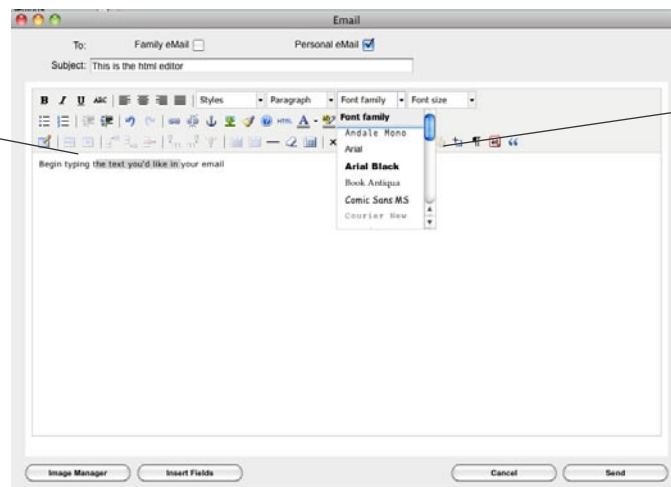 Email
To: Family eMail Personal eMail
Subject: This is the html editor
B I U ABC Styles Paragraph Font family Font size
HTML A
Font family
Andale Mono
Arial
Arial Black
Book Antiqua
Comic Sans MS
Courier New
Begin typing the text you'd like in your email
Image Manager Insert Fields Cancel Send